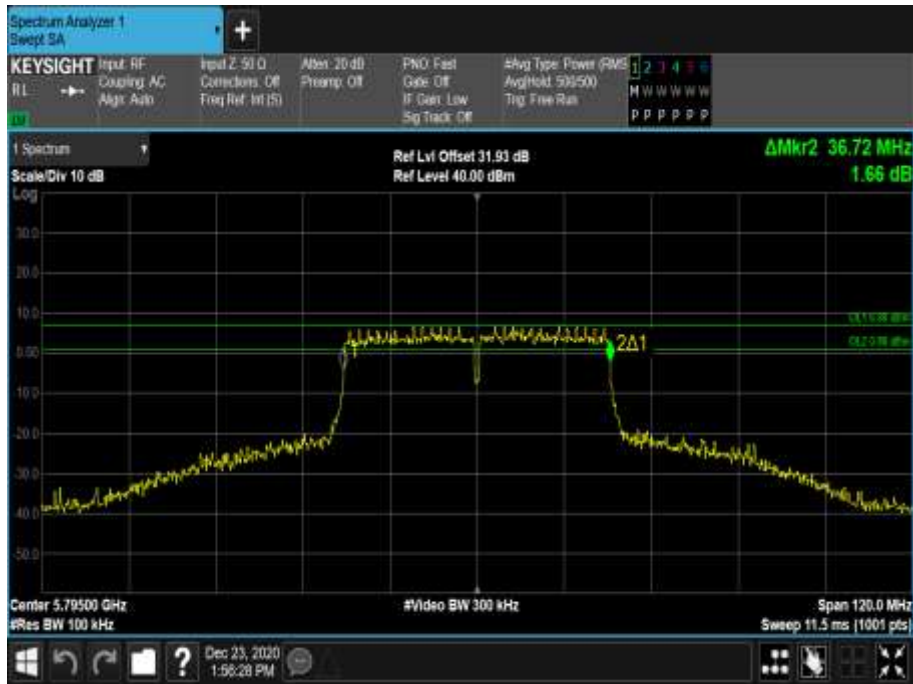 Spectrum Analyzer 1
Swept SA
+
KEYSIGHT Input: RF Input Z: 50 Ω Atten: 20 dB PNO: Fast #Avg Type: Power (RMS 1 2 3 4 5 6
RL Coupling: AC Corrections: Off Preamp: Off Gate: Off Avg|Hold: 500/500 M W W W W W
Align: Auto Freq Ref: Int (S) IF Gain: Low Trig: Free Run
Sig Track: Off P P P P P P
1 Spectrum Ref Lvl Offset 31.93 dB ΔMkr2 36.72 MHz
Scale/Div 10 dB Ref Level 40.00 dBm 1.66 dB
Log
30.0
20.0
10.0
0.00
2Δ1
-20.0
-30.0
-40.0
-50.0
Center 5.79500 GHz #Video BW 300 kHz Span 120.0 MHz
#Res BW 100 kHz Sweep 11.5 ms (1001 pts)
? Dec 23, 2020
1:56:28 PM